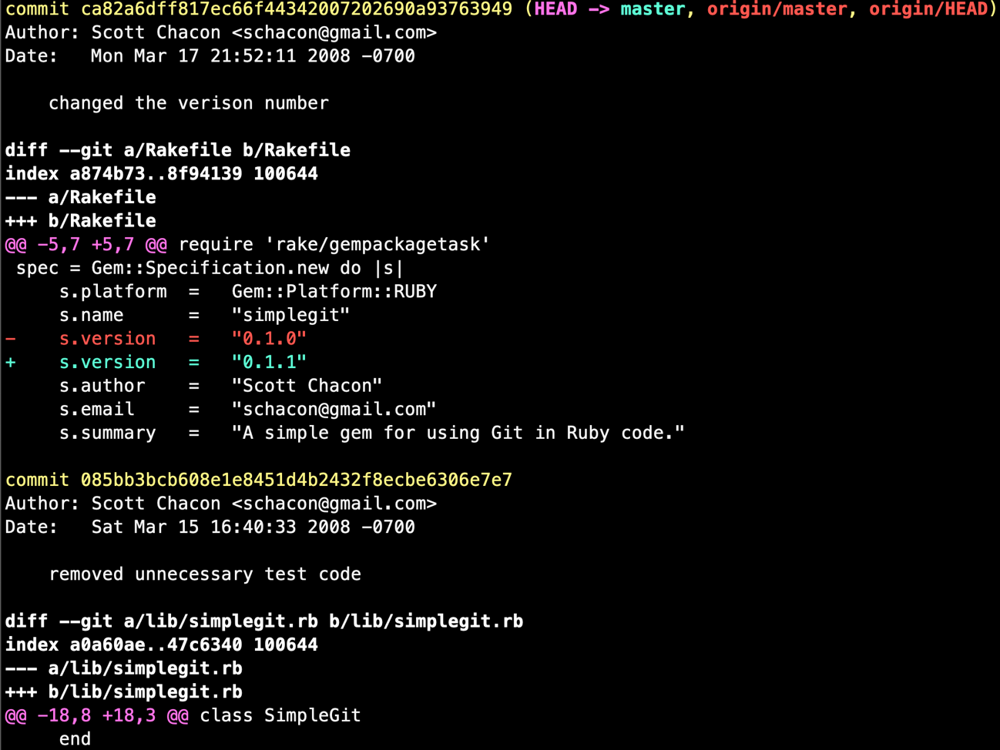 commit ca82a6dff817ec66f44342007202690a93763949 (HEAD -> master, origin/master, origin/HEAD)
Author: Scott Chacon <schacon@gmail.com>
Date:   Mon Mar 17 21:52:11 2008 -0700

    changed the verison number

diff --git a/Rakefile b/Rakefile
index a874b73..8f94139 100644
--- a/Rakefile
+++ b/Rakefile
@@ -5,7 +5,7 @@ require 'rake/gempackagetask'
 spec = Gem::Specification.new do |s|
     s.platform  =   Gem::Platform::RUBY
     s.name      =   "simplegit"
-    s.version   =   "0.1.0"
+    s.version   =   "0.1.1"
     s.author    =   "Scott Chacon"
     s.email     =   "schacon@gmail.com"
     s.summary   =   "A simple gem for using Git in Ruby code."

commit 085bb3bcb608e1e8451d4b2432f8ecbe6306e7e7
Author: Scott Chacon <schacon@gmail.com>
Date:   Sat Mar 15 16:40:33 2008 -0700

    removed unnecessary test code

diff --git a/lib/simplegit.rb b/lib/simplegit.rb
index a0a60ae..47c6340 100644
--- a/lib/simplegit.rb
+++ b/lib/simplegit.rb
@@ -18,8 +18,3 @@ class SimpleGit
     end